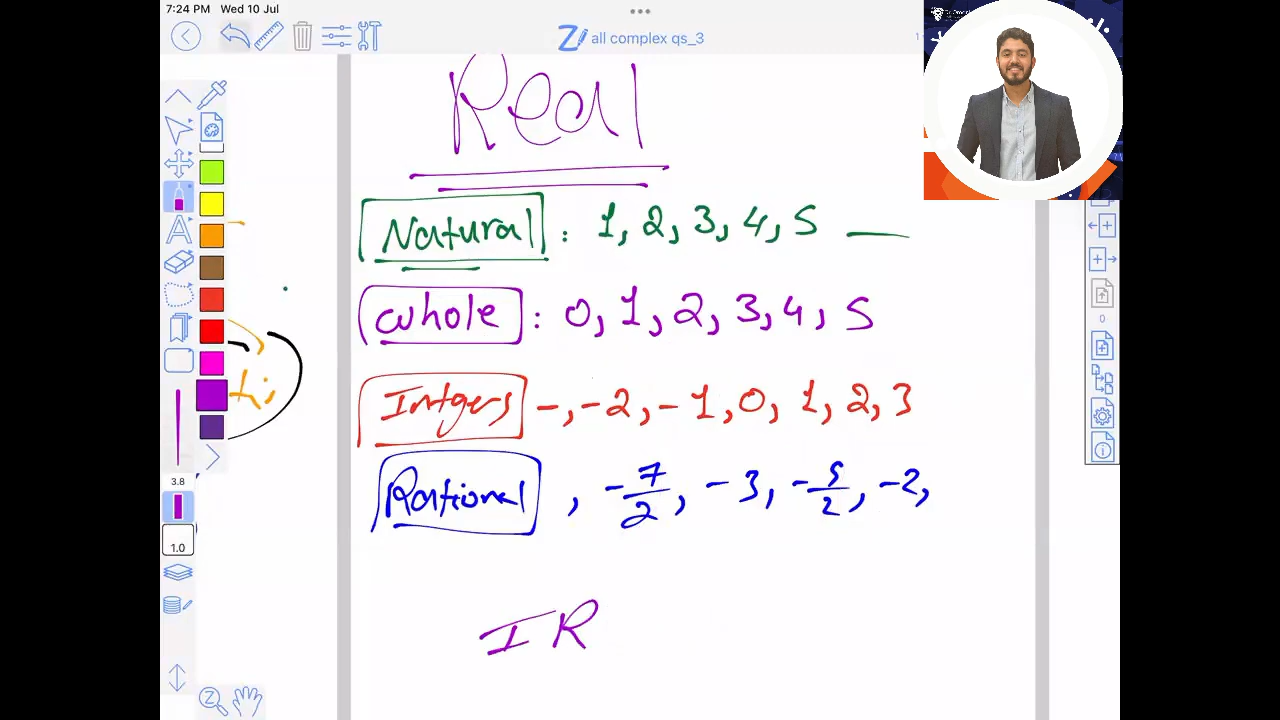 7:24 PM Wed 10 Jul
all complex qs_3
Real
Natural : 1, 2, 3, 4, 5 —
whole : 0, 1, 2, 3, 4, 5
Intgers -, -2, -1, 0, 1, 2, 3
Rational , -7/2, -3, -5/2, -2,
IR
3.8
1.0
0